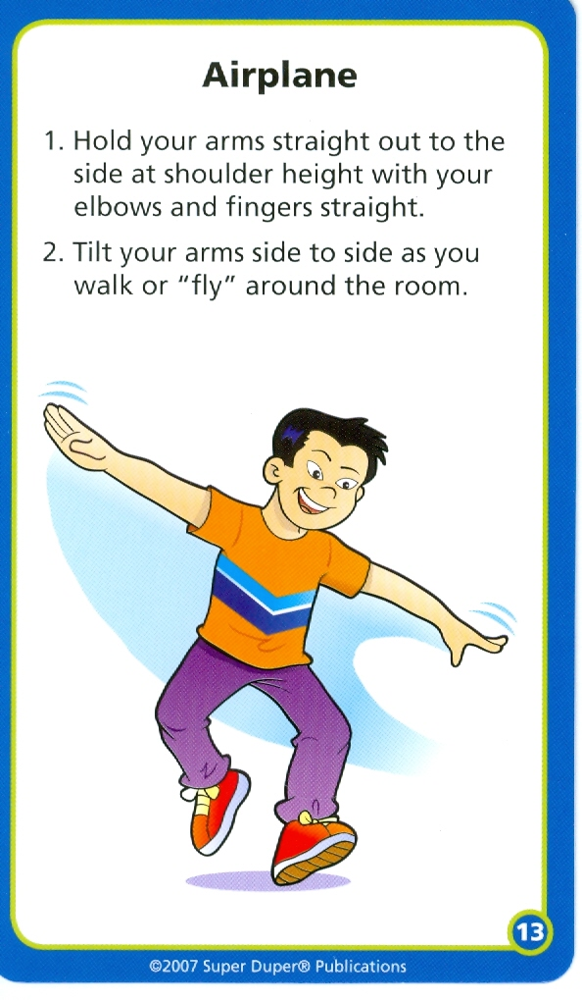 Airplane
1. Hold your arms straight out to the
side at shoulder height with your
elbows and fingers straight.
2. Tilt your arms side to side as you
walk or “fly” around the room.
13
©2007 Super Duper® Publications